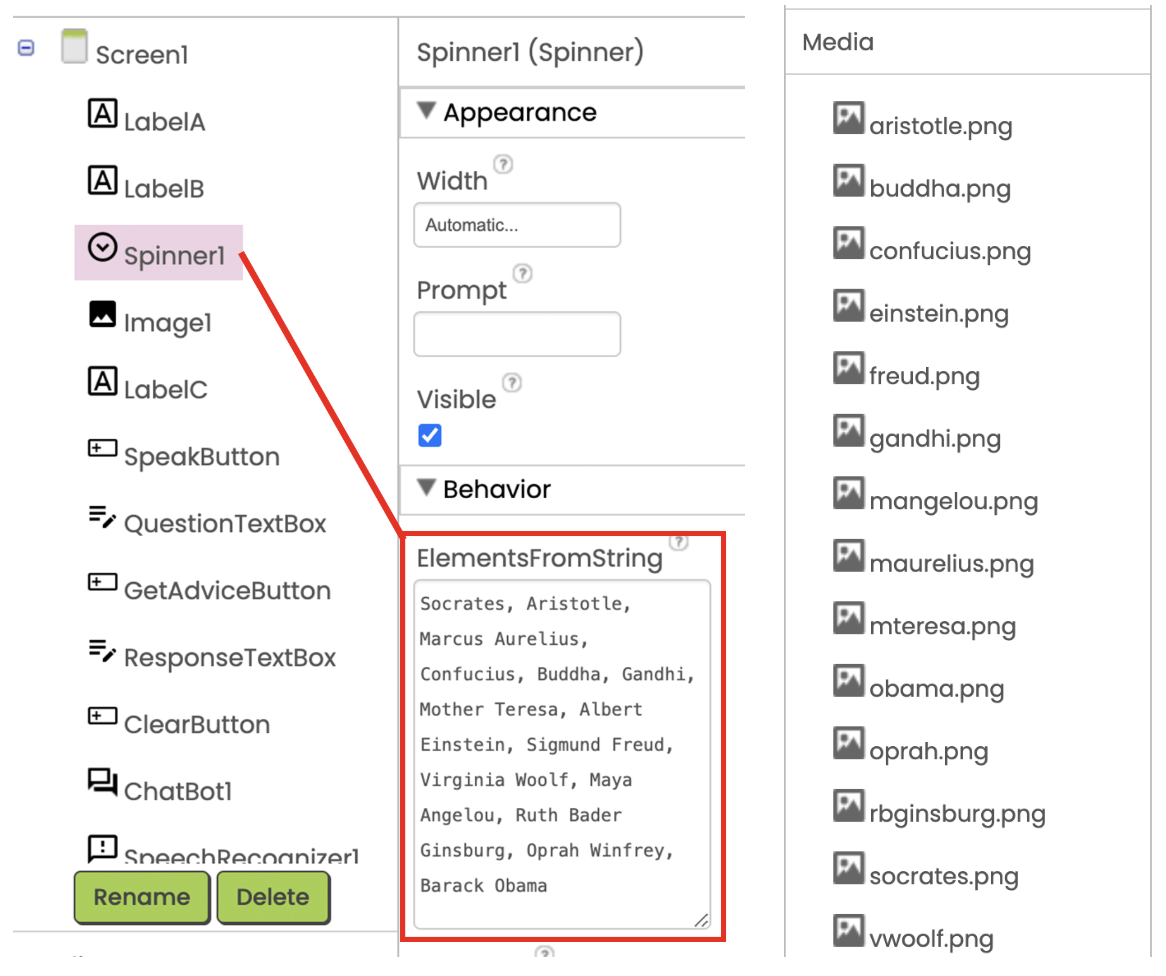 Screen1
LabelA
LabelB
Spinner1
Image1
LabelC
SpeakButton
QuestionTextBox
GetAdviceButton
ResponseTextBox
ClearButton
ChatBot1
SpeechRecognizer1
Rename
Delete
Spinner1 (Spinner)
Appearance
Width ?
Automatic...
Prompt ?
Visible ?
Behavior
ElementsFromString ?
Socrates, Aristotle,
Marcus Aurelius,
Confucius, Buddha, Gandhi,
Mother Teresa, Albert
Einstein, Sigmund Freud,
Virginia Woolf, Maya
Angelou, Ruth Bader
Ginsburg, Oprah Winfrey,
Barack Obama
?
Media
aristotle.png
buddha.png
confucius.png
einstein.png
freud.png
gandhi.png
mangelou.png
maurelius.png
mteresa.png
obama.png
oprah.png
rbginsburg.png
socrates.png
vwoolf.png